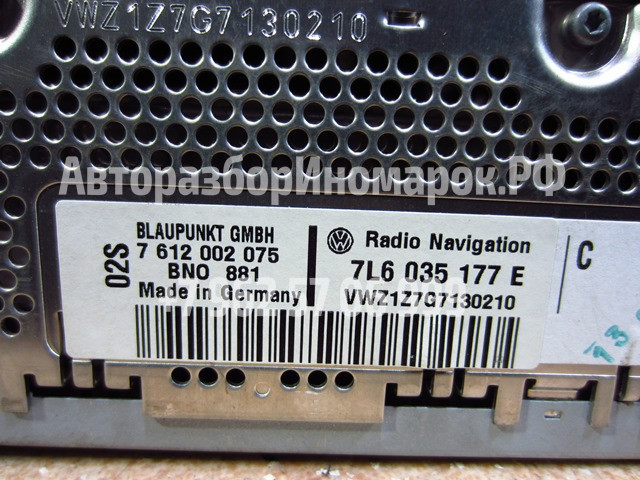 VWZ1Z7G7130210
АвторазборИномарок.РФ
02S
BLAUPUNKT GMBH
7 612 002 075
BNO 881
Made in Germany
Radio Navigation
7L6 035 177 E
VWZ1Z7G7130210
C